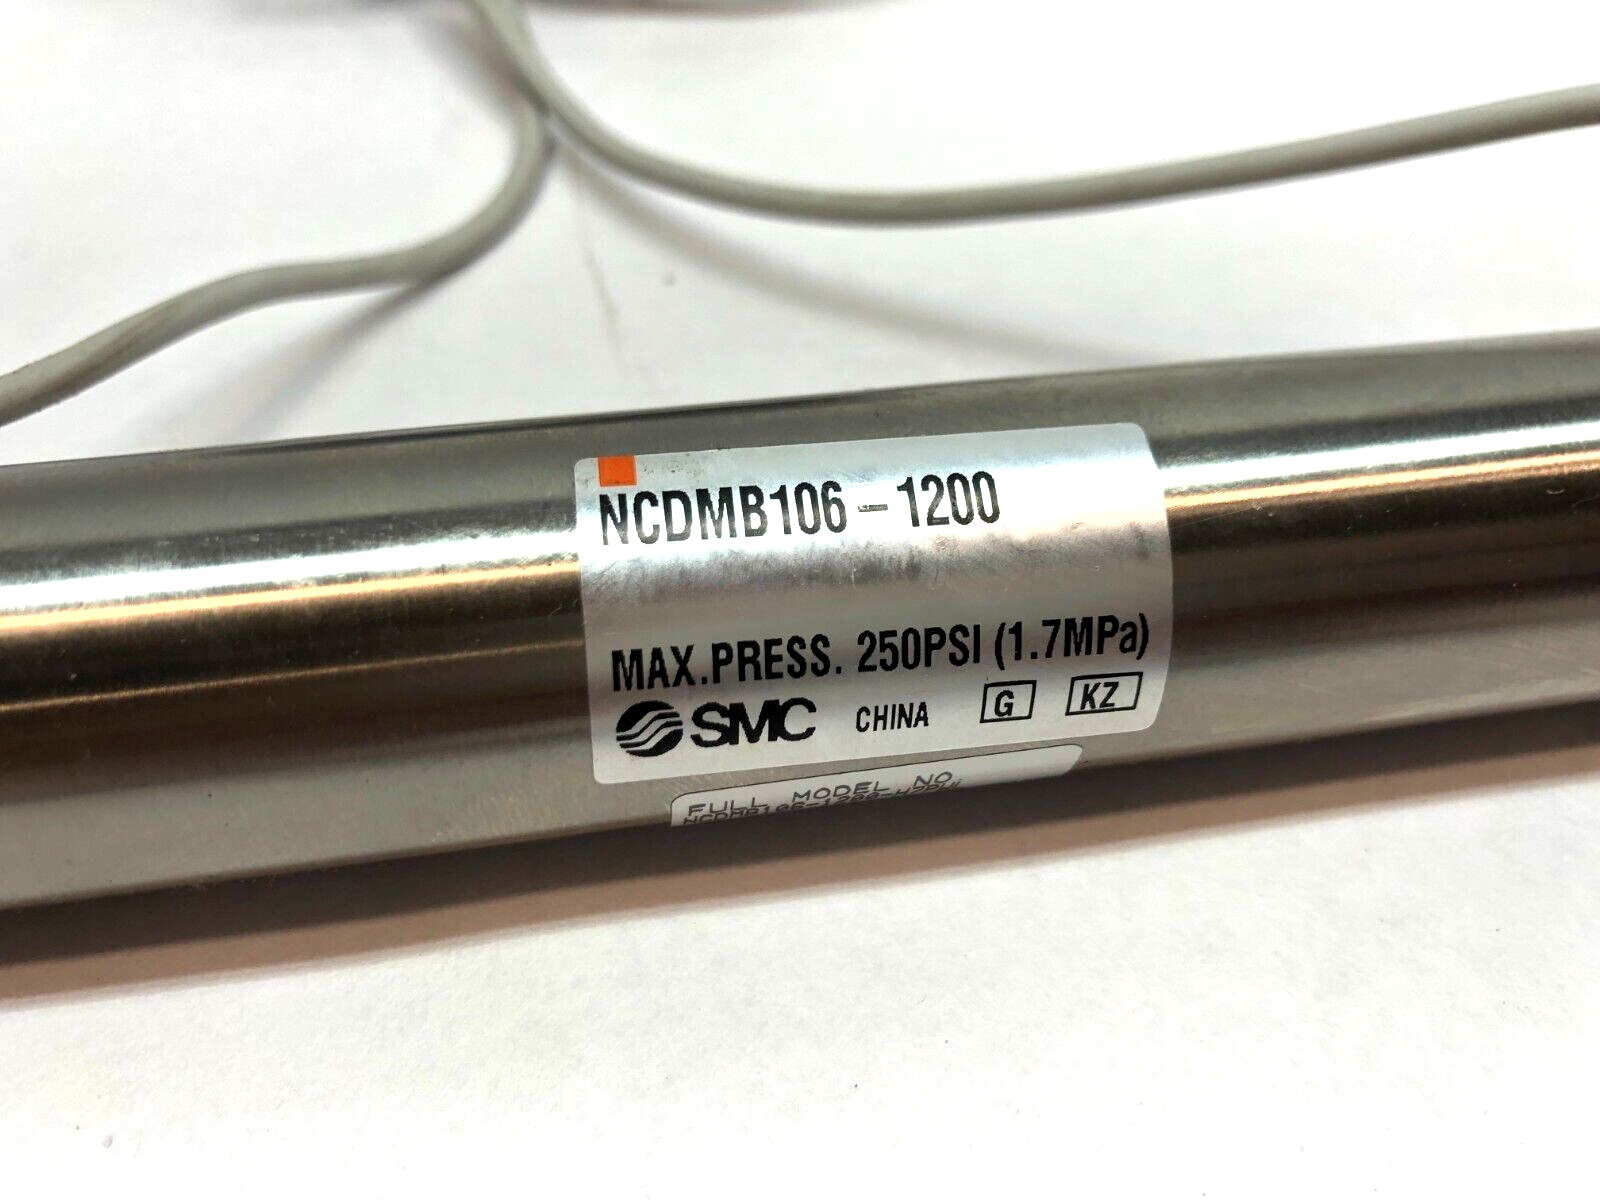 NCDMB106-1200
MAX.PRESS. 250PSI (1.7MPa)
SMC CHINA G KZ
FULL MODEL NO